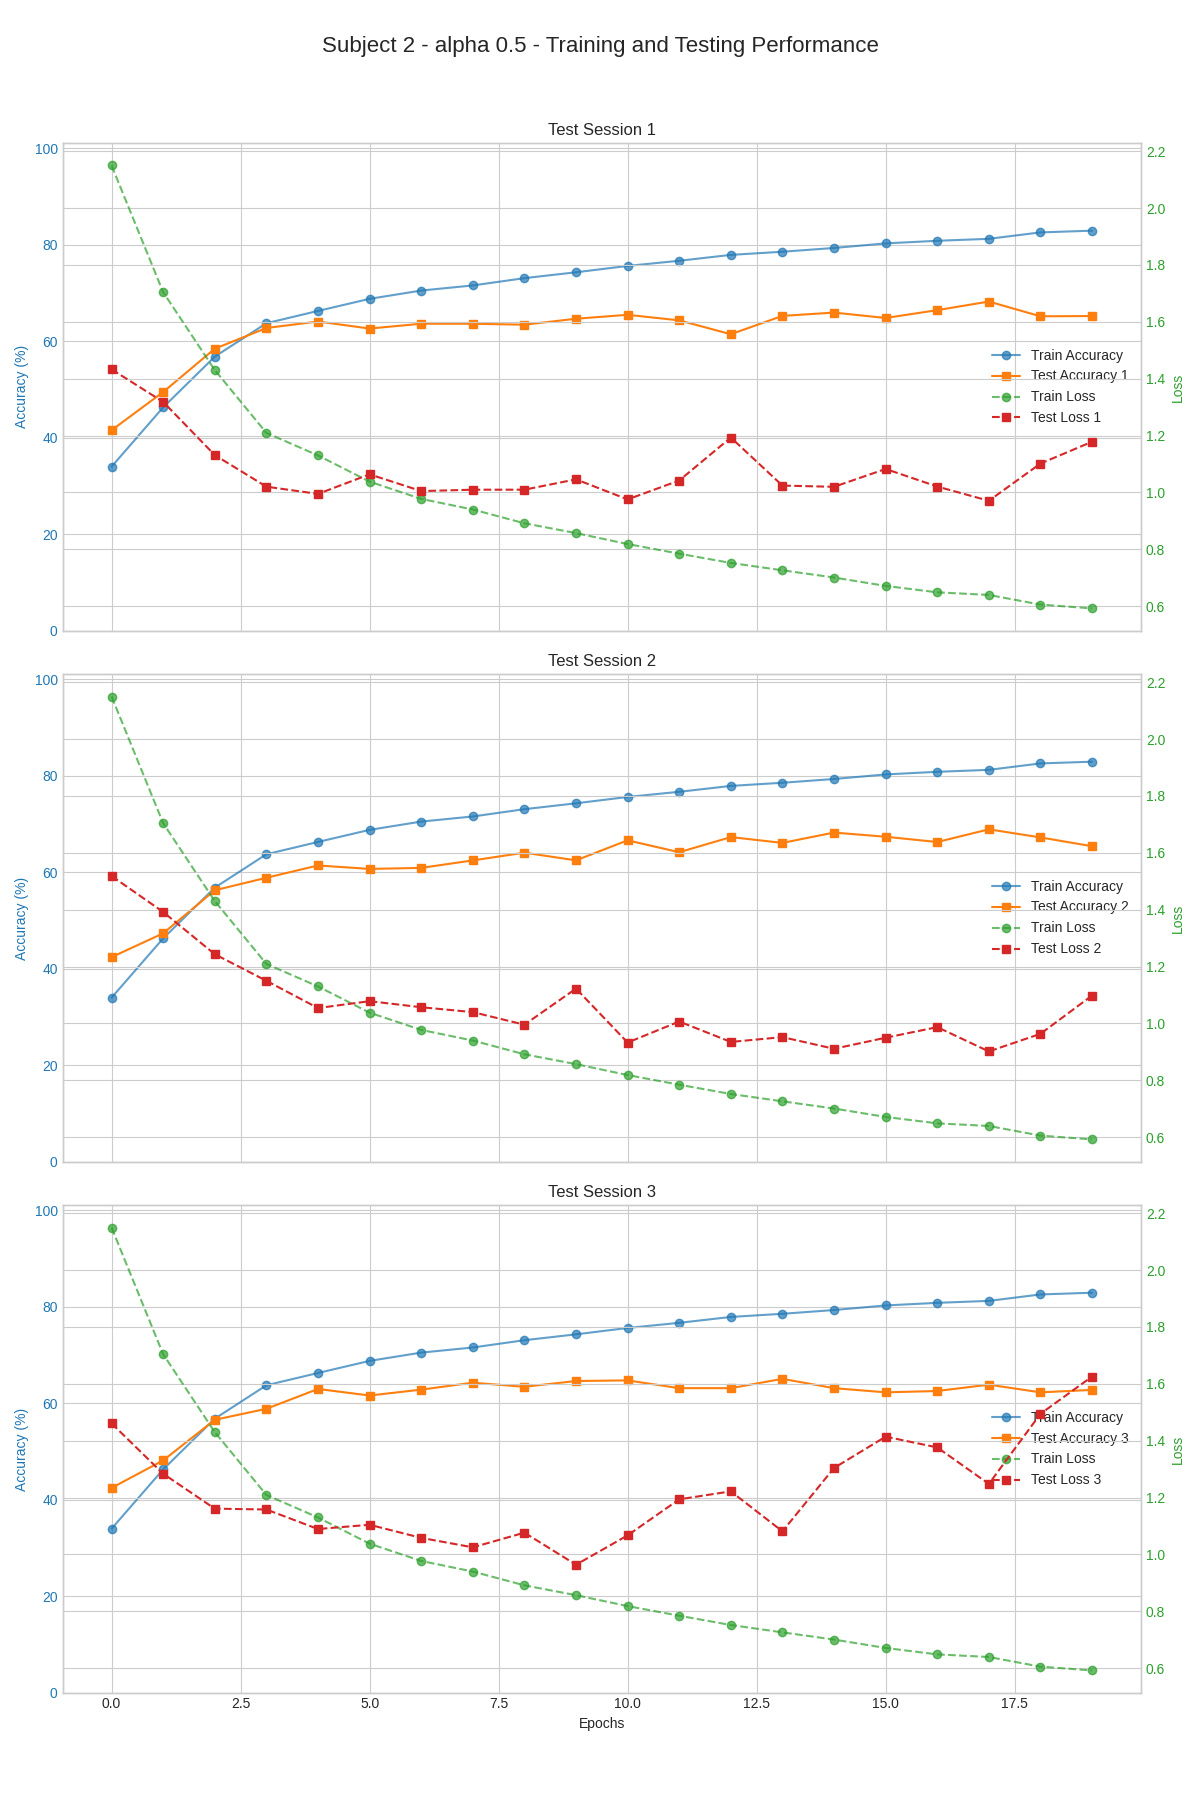 Subject 2 - alpha 0.5 - Training and Testing Performance
Test Session 1
100
80
60
40
20
0
Accuracy (%)
2.2
2.0
1.8
1.6
1.4
1.2
1.0
0.8
0.6
Loss
Train Accuracy
Test Accuracy 1
Train Loss
Test Loss 1
Test Session 2
100
80
60
40
20
0
Accuracy (%)
2.2
2.0
1.8
1.6
1.4
1.2
1.0
0.8
0.6
Loss
Train Accuracy
Test Accuracy 2
Train Loss
Test Loss 2
Test Session 3
100
80
60
40
20
0
Accuracy (%)
2.2
2.0
1.8
1.6
1.4
1.2
1.0
0.8
0.6
Loss
Train Accuracy
Test Accuracy 3
Train Loss
Test Loss 3
0.0 2.5 5.0 7.5 10.0 12.5 15.0 17.5
Epochs